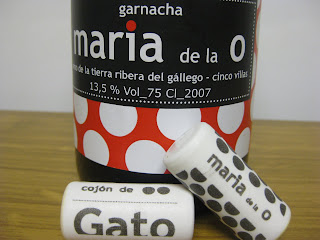 garnacha
maria de la O
de la tierra ribera del gállego - cinco villas
13,5 % Vol_75 Cl_2007
cojón de
Gato
maria
de la O